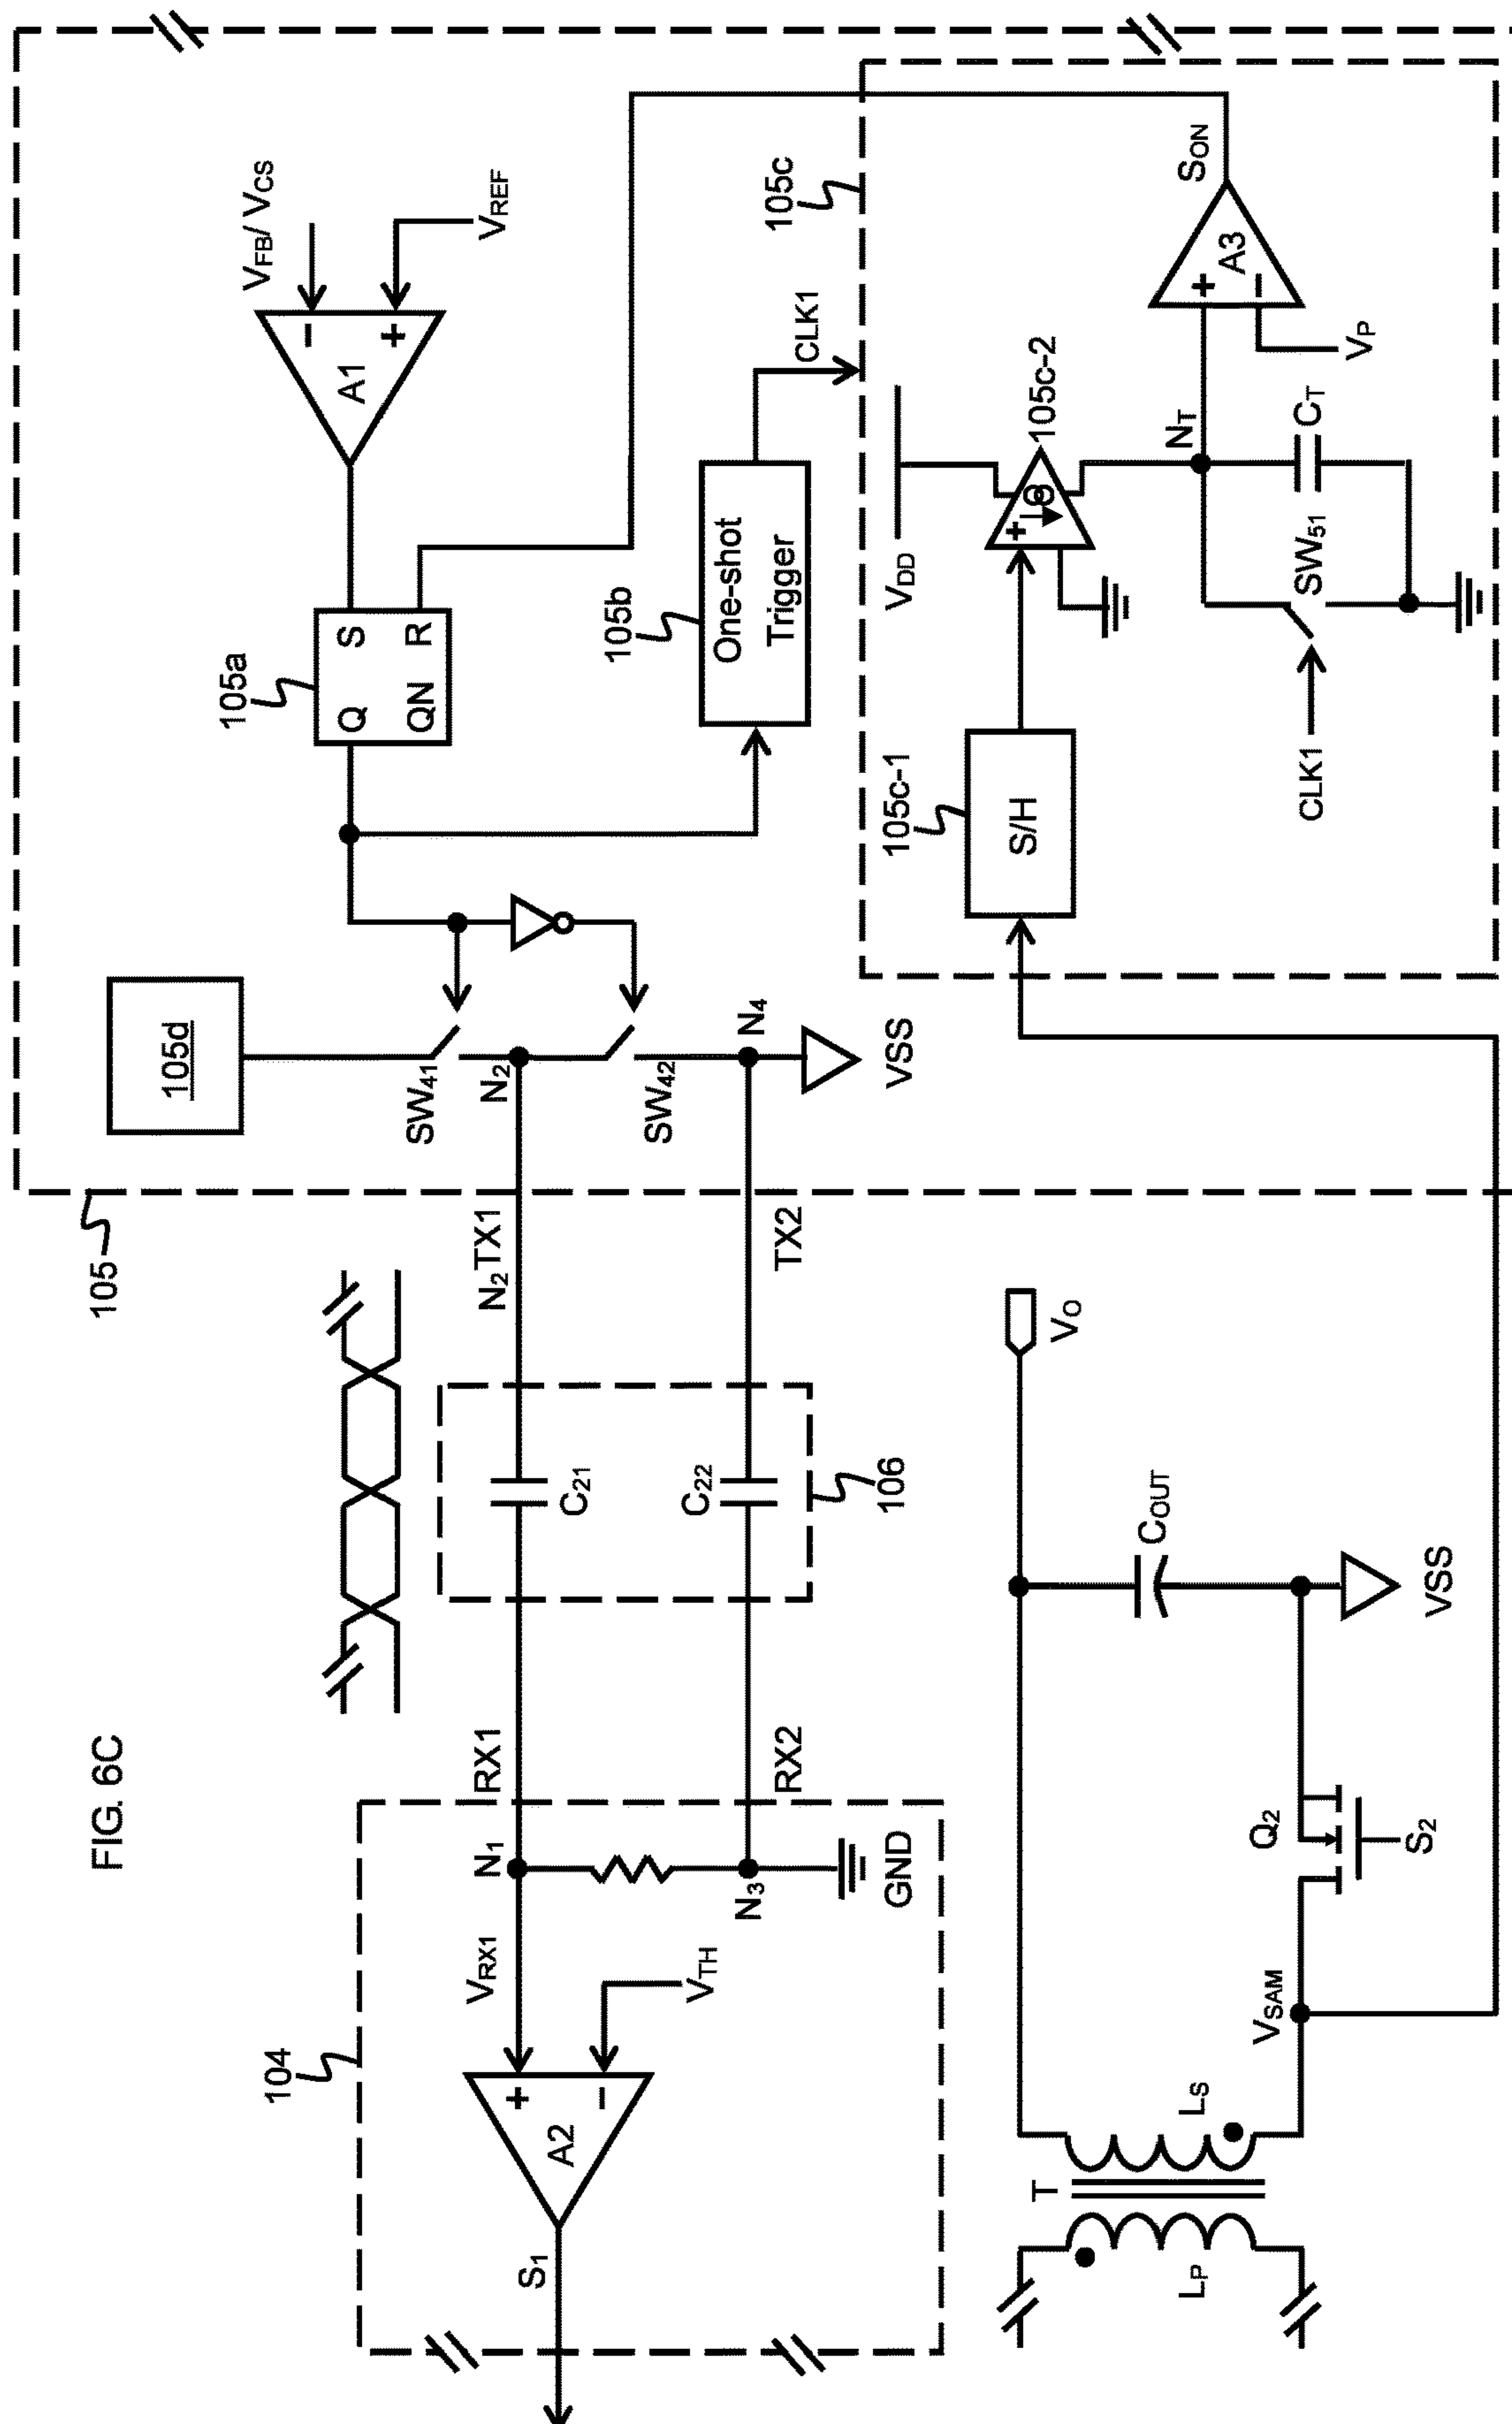 FIG. 6C
105
105d
SW41
N2
SW42
N4
VSS
105a
Q
S
QN
R
A1
−
+
VFB/ VCS
VREF
105b
One-shot
Trigger
CLK1
105c
105c-1
S/H
VDD
+
105c-2
NT
CT
SW51
CLK1
A3
+
−
VP
SON
104
S1
A2
+
−
VRX1
VTH
N1
N3
GND
RX1
RX2
C21
C22
106
N2
TX1
TX2
T
LP
LS
VSAM
Q2
S2
COUT
VSS
VO